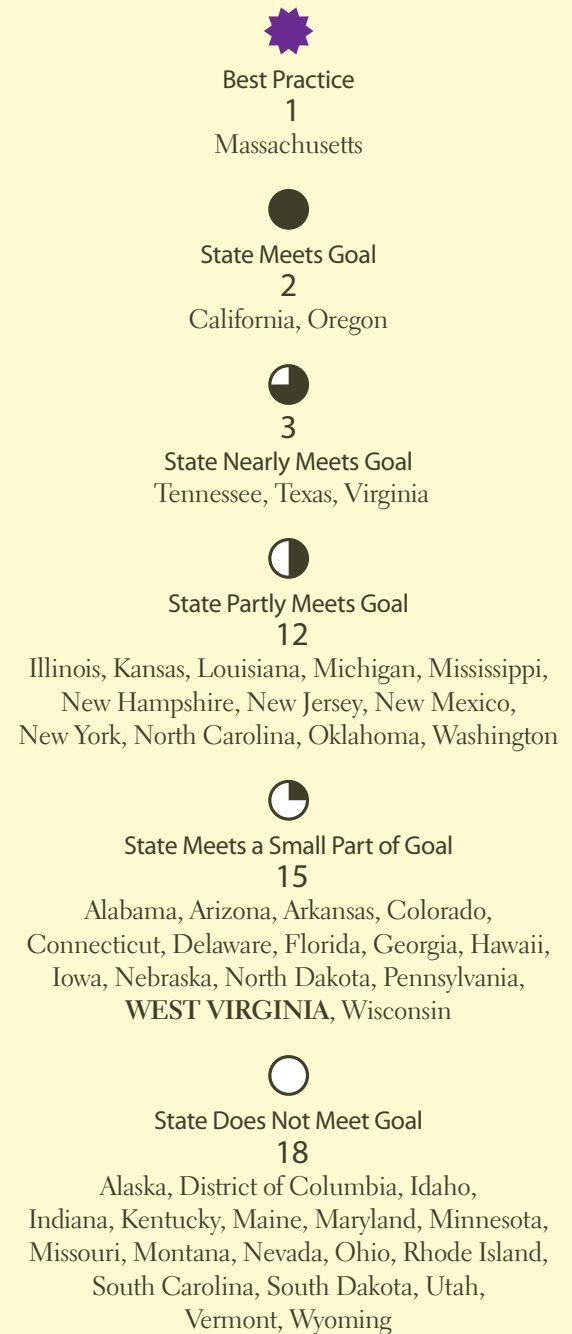 Best Practice
1
Massachusetts
State Meets Goal
2
California, Oregon
3
State Nearly Meets Goal
Tennessee, Texas, Virginia
State Partly Meets Goal
12
Illinois, Kansas, Louisiana, Michigan, Mississippi,
New Hampshire, New Jersey, New Mexico,
New York, North Carolina, Oklahoma, Washington
State Meets a Small Part of Goal
15
Alabama, Arizona, Arkansas, Colorado,
Connecticut, Delaware, Florida, Georgia, Hawaii,
Iowa, Nebraska, North Dakota, Pennsylvania,
WEST VIRGINIA, Wisconsin
State Does Not Meet Goal
18
Alaska, District of Columbia, Idaho,
Indiana, Kentucky, Maine, Maryland, Minnesota,
Missouri, Montana, Nevada, Ohio, Rhode Island,
South Carolina, South Dakota, Utah,
Vermont, Wyoming